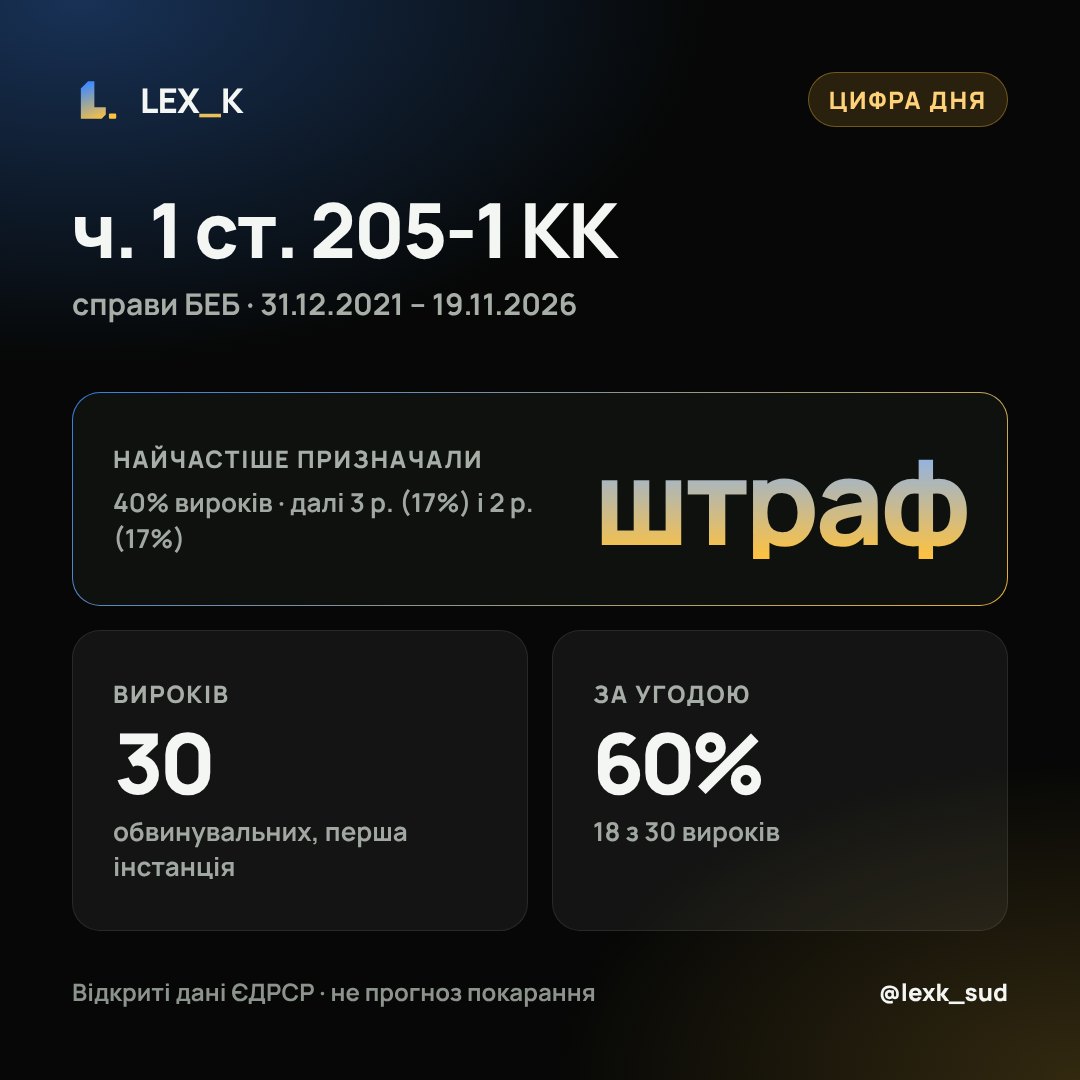 LEX_K
ЦИФРА ДНЯ
ч. 1 ст. 205-1 КК
справи БЕБ · 31.12.2021 – 19.11.2026
НАЙЧАСТІШЕ ПРИЗНАЧАЛИ
40% вироків · далі 3 р. (17%) і 2 р.
(17%)
штраф
ВИРОКІВ
30
обвинувальних, перша
інстанція
ЗА УГОДОЮ
60%
18 з 30 вироків
Відкриті дані ЄДРСР · не прогноз покарання
@lexk_sud